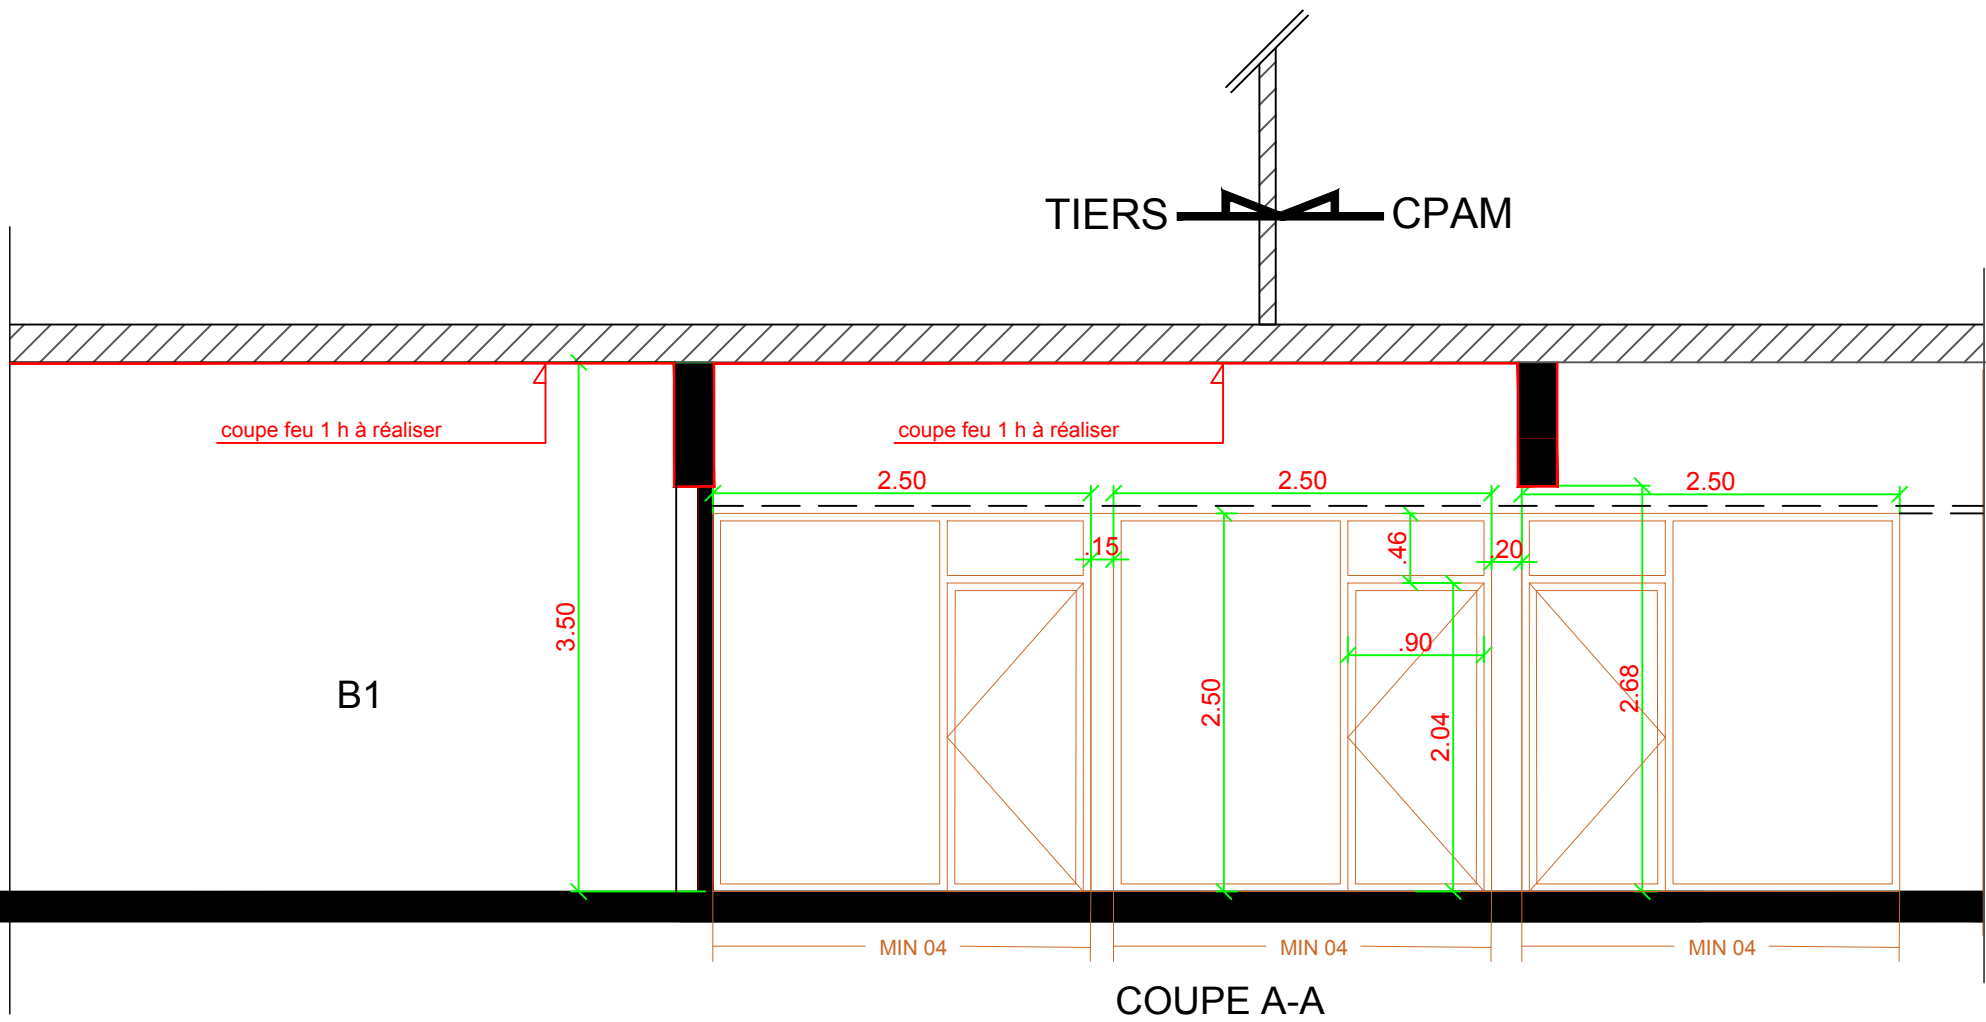 TIERS CPAM
coupe feu 1 h à réaliser
coupe feu 1 h à réaliser
2.50
2.50
2.50
.15
.46
.20
3.50
.90
B1
2.50
2.04
2.68
MIN 04
MIN 04
MIN 04
COUPE A-A